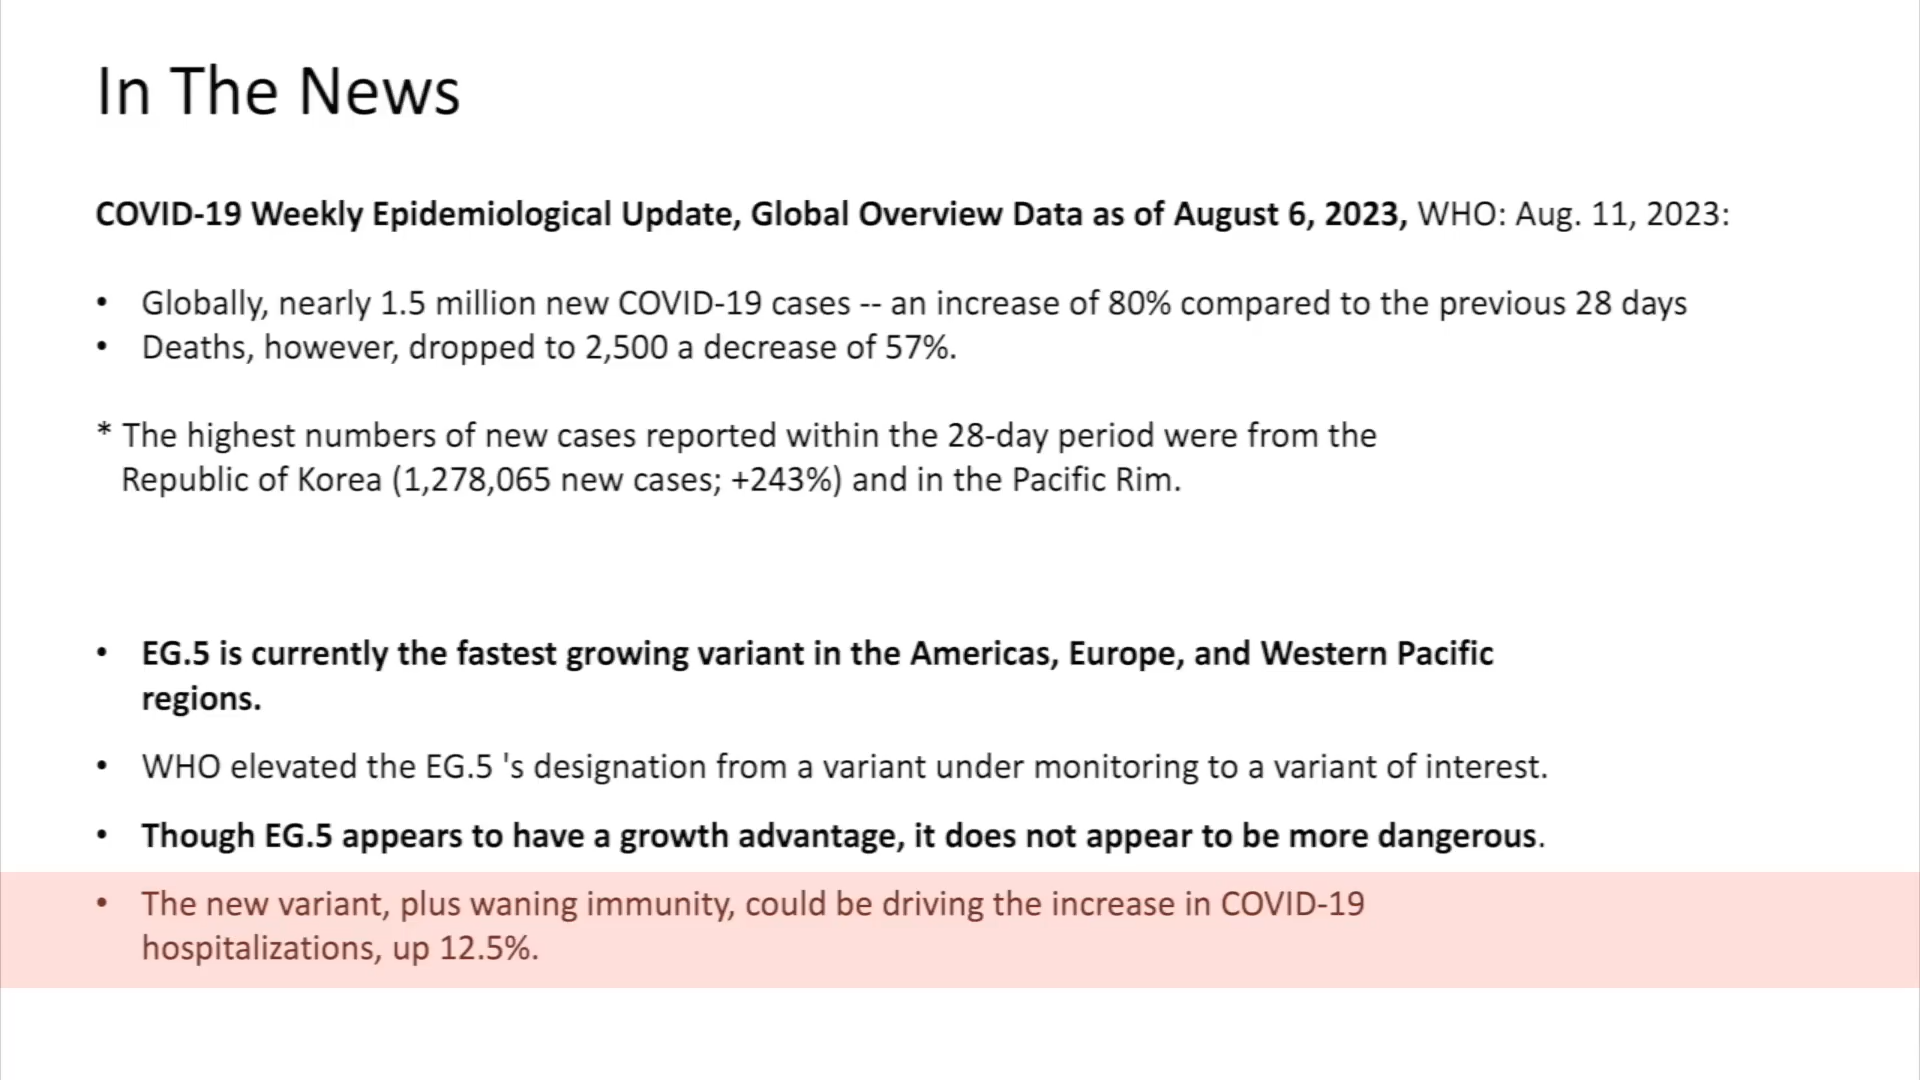 In The News
COVID-19 Weekly Epidemiological Update, Global Overview Data as of August 6, 2023, WHO: Aug. 11, 2023:
• Globally, nearly 1.5 million new COVID-19 cases -- an increase of 80% compared to the previous 28 days
• Deaths, however, dropped to 2,500 a decrease of 57%.
* The highest numbers of new cases reported within the 28-day period were from the
Republic of Korea (1,278,065 new cases; +243%) and in the Pacific Rim.
• EG.5 is currently the fastest growing variant in the Americas, Europe, and Western Pacific
regions.
• WHO elevated the EG.5 's designation from a variant under monitoring to a variant of interest.
• Though EG.5 appears to have a growth advantage, it does not appear to be more dangerous.
• The new variant, plus waning immunity, could be driving the increase in COVID-19
hospitalizations, up 12.5%.